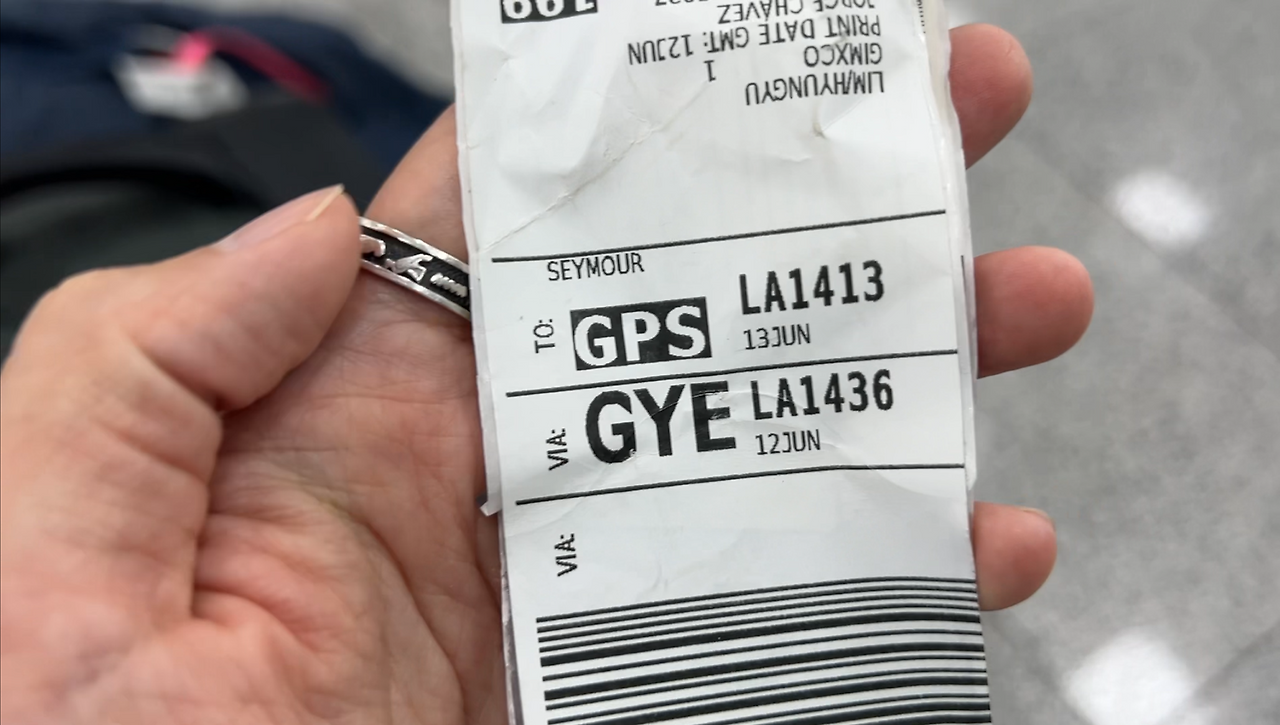 LIM/HYUNGYU
GIMXCO 1
PRINT DATE GMT: 12JUN
JORGE CHÁVEZ
SEYMOUR
TO: GPS LA1413
13JUN
VIA: GYE LA1436
12JUN
VIA: